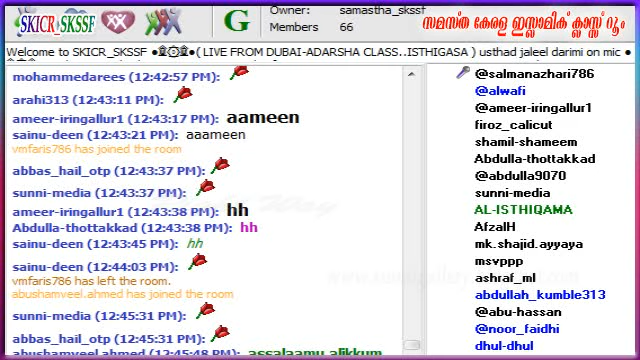 SKICR_SKSSF
G
Owner: samastha_skssf
Members 66
സമസ്ത കേരള ഇസ്ലാമിക് ക്ലാസ്സ് റൂം
Welcome to SKICR_SKSSF ( LIVE FROM DUBAI-ADARSHA CLASS..ISTHIGASA ) usthad jaleel darimi on mic
mohammedarees (12:42:57 PM):
arahi313 (12:43:11 PM):
ameer-iringallur1 (12:43:17 PM): aameen
sainu-deen (12:43:21 PM): aaameen
vmfaris786 has joined the room
abbas_hail_otp (12:43:37 PM):
sunni-media (12:43:37 PM):
ameer-iringallur1 (12:43:38 PM): hh
Abdulla-thottakkad (12:43:38 PM): hh
sainu-deen (12:43:45 PM): hh
sainu-deen (12:44:03 PM):
vmfaris786 has left the room.
abushamveel.ahmed has joined the room
sunni-media (12:45:31 PM):
abbas_hail_otp (12:45:31 PM):
abushamveel.ahmed (12:45:48 PM): assalaamu alikkum
@salmanazhari786
@alwafi
@ameer-iringallur1
firoz_calicut
shamil-shameem
Abdulla-thottakkad
@abdulla9070
sunni-media
AL-ISTHIQAMA
AfzalH
mk.shajid.ayyaya
msvppp
ashraf_ml
abdullah_kumble313
@abu-hassan
@noor_faidhi
dhul-dhul